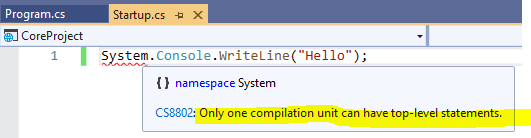 Program.cs Startup.cs
CoreProject
1 System.Console.WriteLine("Hello");
{ } namespace System
CS8802: Only one compilation unit can have top-level statements.